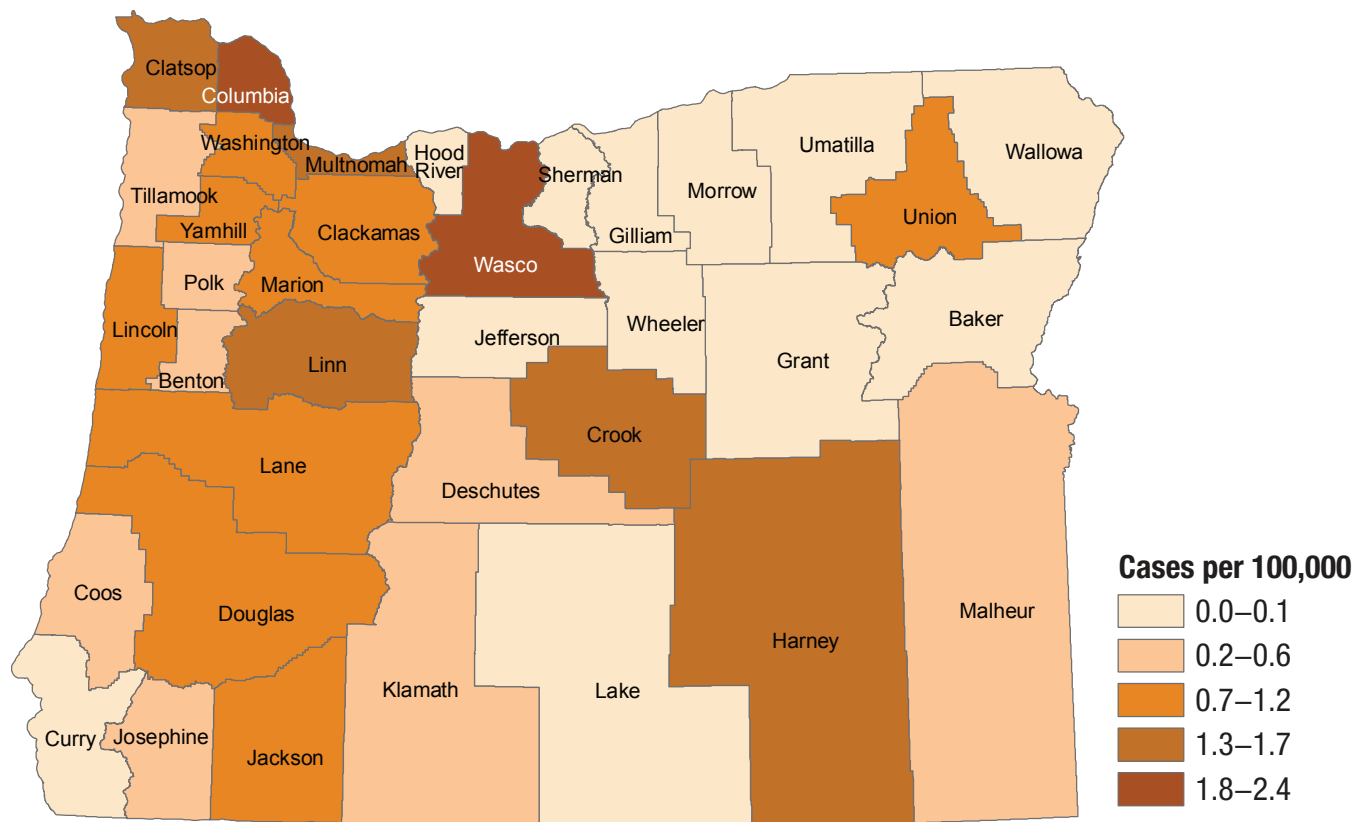 Clatsop
Columbia
Washington
Multnomah
Hood
River
Sherman
Umatilla
Wallowa
Tillamook
Morrow
Union
Yamhill
Clackamas
Gilliam
Wasco
Polk
Marion
Lincoln
Wheeler
Baker
Jefferson
Linn
Grant
Benton
Crook
Lane
Deschutes
Coos
Douglas
Malheur
Harney
Klamath
Lake
Curry
Josephine
Jackson
Cases per 100,000
0.0–0.1
0.2–0.6
0.7–1.2
1.3–1.7
1.8–2.4